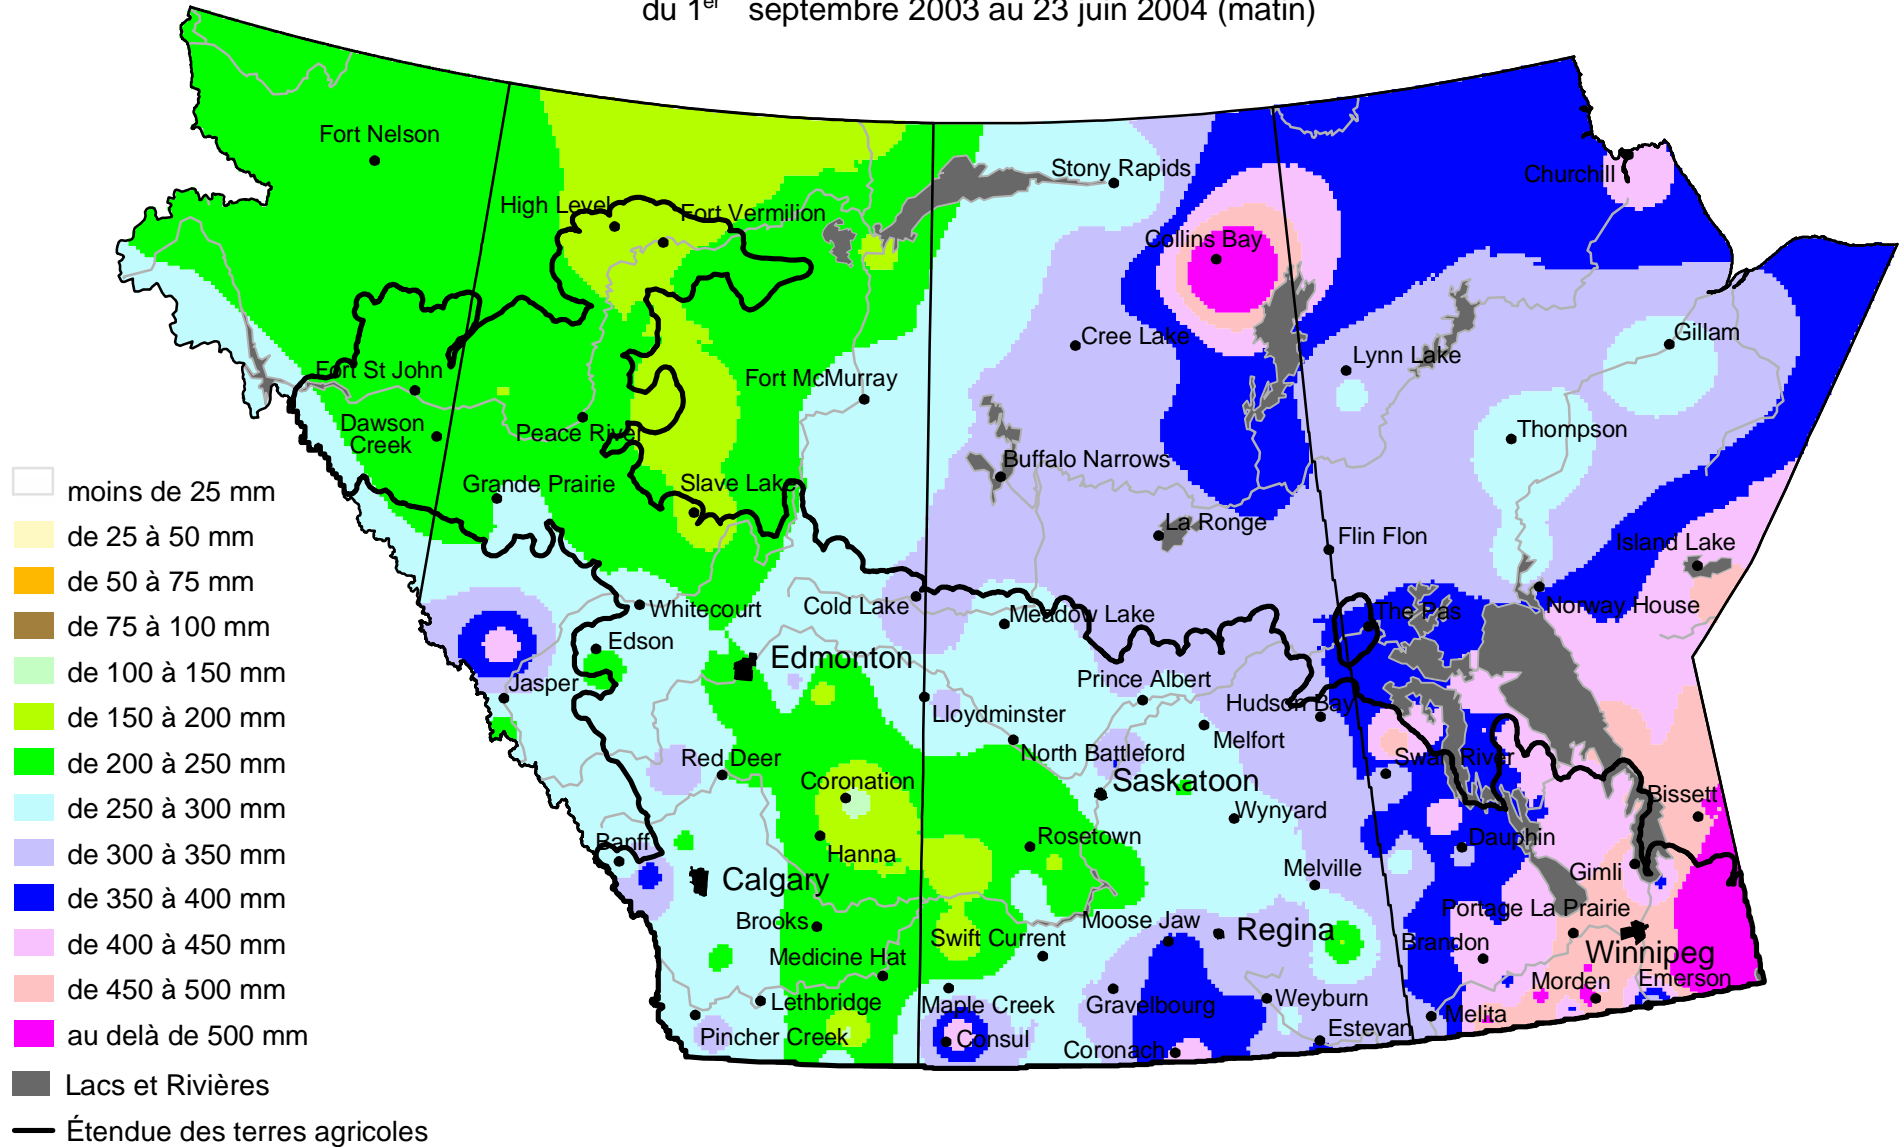 du 1er septembre 2003 au 23 juin 2004 (matin)
Fort Nelson
High Level
Fort Vermilion
Stony Rapids
Churchill
Collins Bay
Cree Lake
Gillam
Lynn Lake
Fort St John
Fort McMurray
Dawson
Creek
Peace River
Thompson
Buffalo Narrows
Grande Prairie
Slave Lake
La Ronge
Flin Flon
Island Lake
Whitecourt
Cold Lake
Meadow Lake
The Pas
Norway House
Edson
Edmonton
Jasper
Prince Albert
Hudson Bay
Lloydminster
North Battleford
Melfort
Swan River
Red Deer
Coronation
Saskatoon
Wynyard
Bissett
Banff
Hanna
Rosetown
Dauphin
Calgary
Melville
Gimli
Brooks
Moose Jaw
Regina
Portage La Prairie
Swift Current
Brandon
Winnipeg
Medicine Hat
Morden
Emerson
Lethbridge
Maple Creek
Gravelbourg
Weyburn
Melita
Pincher Creek
Consul
Coronach
Estevan
moins de 25 mm
de 25 à 50 mm
de 50 à 75 mm
de 75 à 100 mm
de 100 à 150 mm
de 150 à 200 mm
de 200 à 250 mm
de 250 à 300 mm
de 300 à 350 mm
de 350 à 400 mm
de 400 à 450 mm
de 450 à 500 mm
au delà de 500 mm
Lacs et Rivières
Étendue des terres agricoles